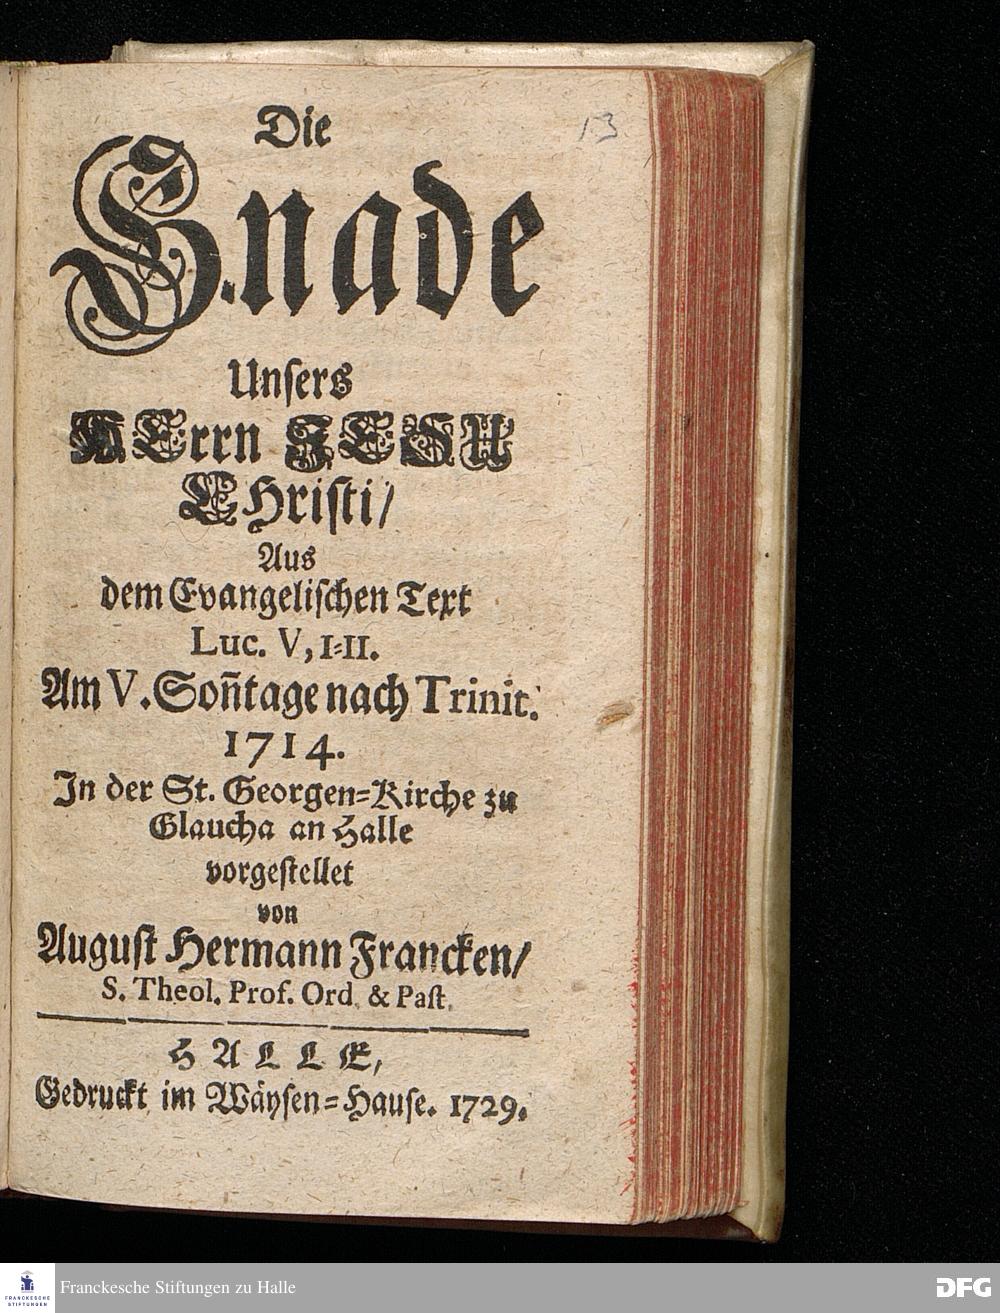 Die
13
Gnade
Unsers
HErrn JESU
CHristi/
Aus
dem Evangelischen Text
Luc. V, 1=11.
Am V. Soñtage nach Trinit.
1714.
In der St. Georgen=Kirche zu
Glaucha an Halle
vorgestellet
von
August Hermann Francken/
S. Theol. Prof. Ord. & Past.
HALLE,
Gedruckt im Wäysen=Hause. 1729.
FRANCKESCHE
STIFTUNGEN
Franckesche Stiftungen zu Halle
DFG